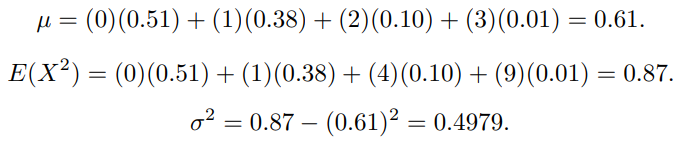 μ = (0)(0.51) + (1)(0.38) + (2)(0.10) + (3)(0.01) = 0.61.
E(X²) = (0)(0.51) + (1)(0.38) + (4)(0.10) + (9)(0.01) = 0.87.
σ² = 0.87 − (0.61)² = 0.4979.